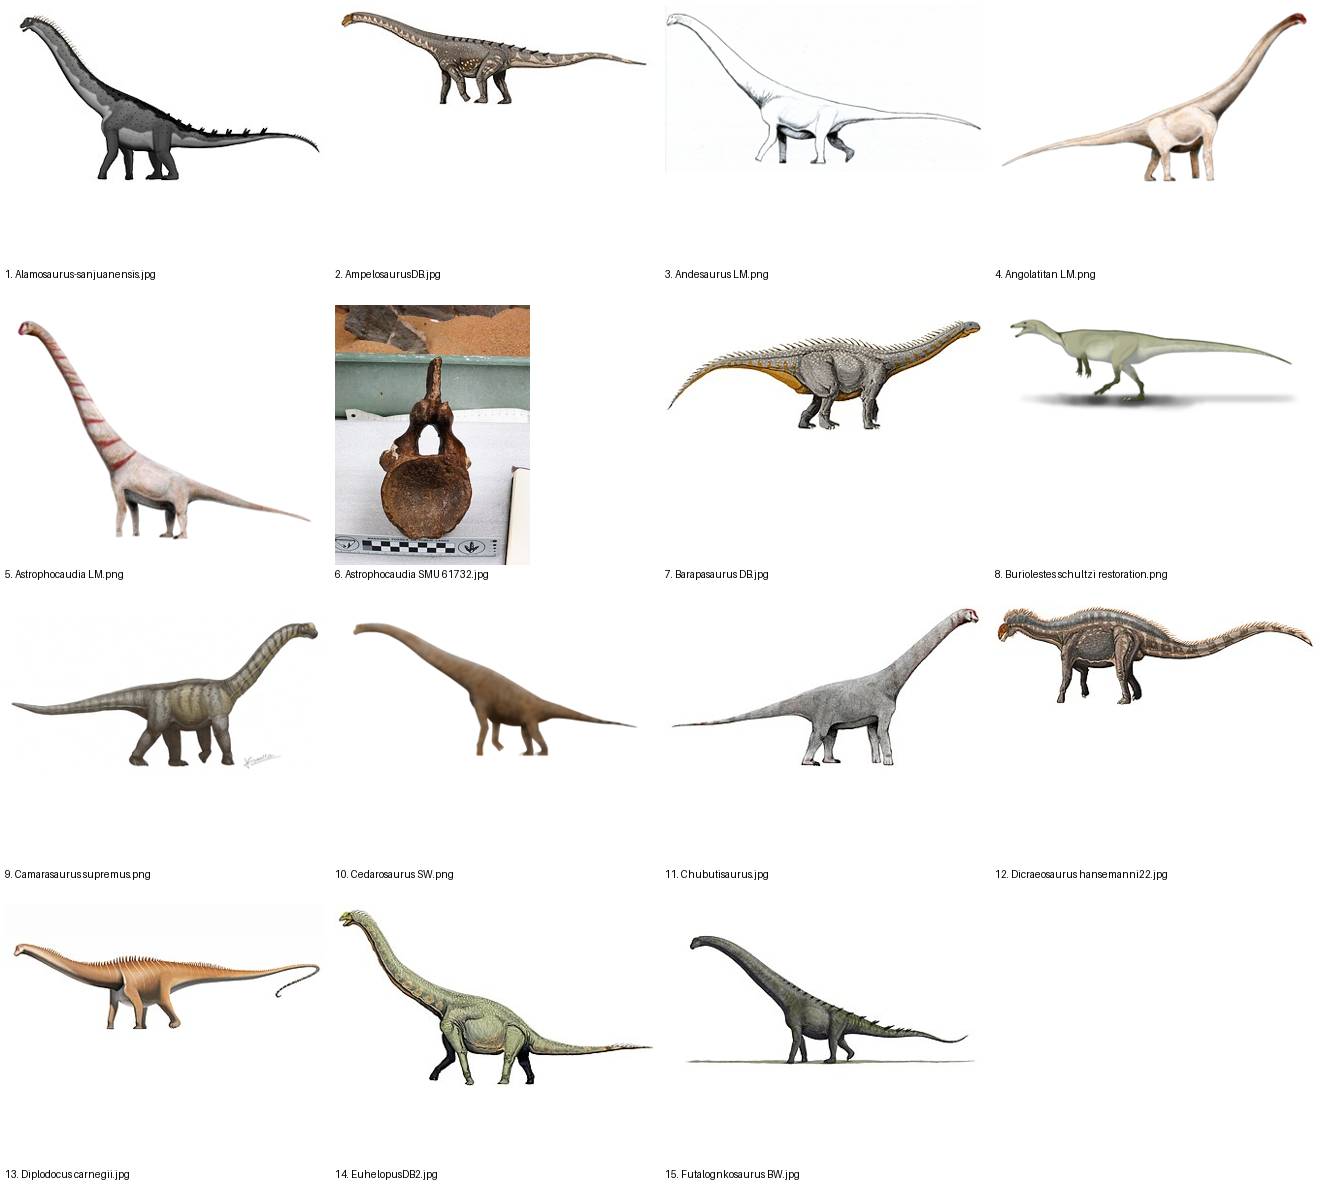 1. Alamosaurus-sanjuanensis.jpg
2. AmpelosaurusDB.jpg
3. Andesaurus LM.png
4. Angolatitan LM.png
5. Astrophocaudia LM.png
6. Astrophocaudia SMU 61732.jpg
7. Barapasaurus DB.jpg
8. Buriolestes schultzi restoration.png
9. Camarasaurus supremus.png
10. Cedarosaurus SW.png
11. Chubutisaurus.jpg
12. Dicraeosaurus hansemanni22.jpg
13. Diplodocus carnegii.jpg
14. EuhelopusDB2.jpg
15. Futalognkosaurus BW.jpg